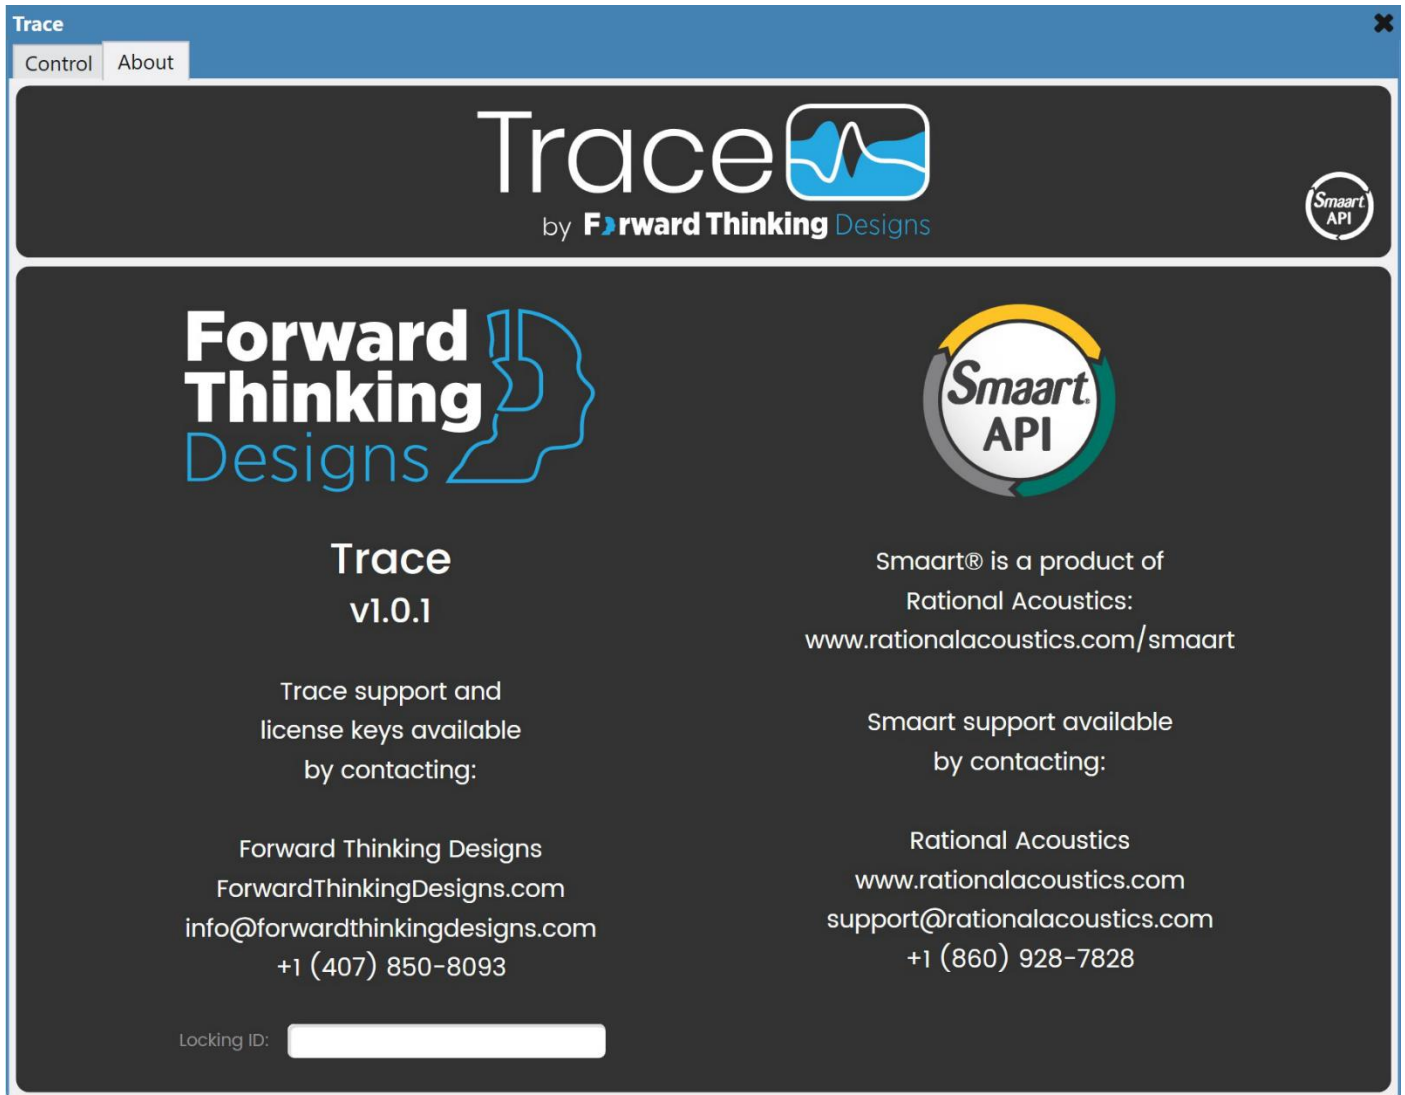 Trace
Control
About
Trace
by Forward Thinking Designs
Smaart
API
Forward
Thinking
Designs
Trace
v1.0.1
Trace support and
license keys available
by contacting:
Forward Thinking Designs
ForwardThinkingDesigns.com
info@forwardthinkingdesigns.com
+1 (407) 850-8093
Locking ID:
Smaart®
API
Smaart® is a product of
Rational Acoustics:
www.rationalacoustics.com/smaart
Smaart support available
by contacting:
Rational Acoustics
www.rationalacoustics.com
support@rationalacoustics.com
+1 (860) 928-7828